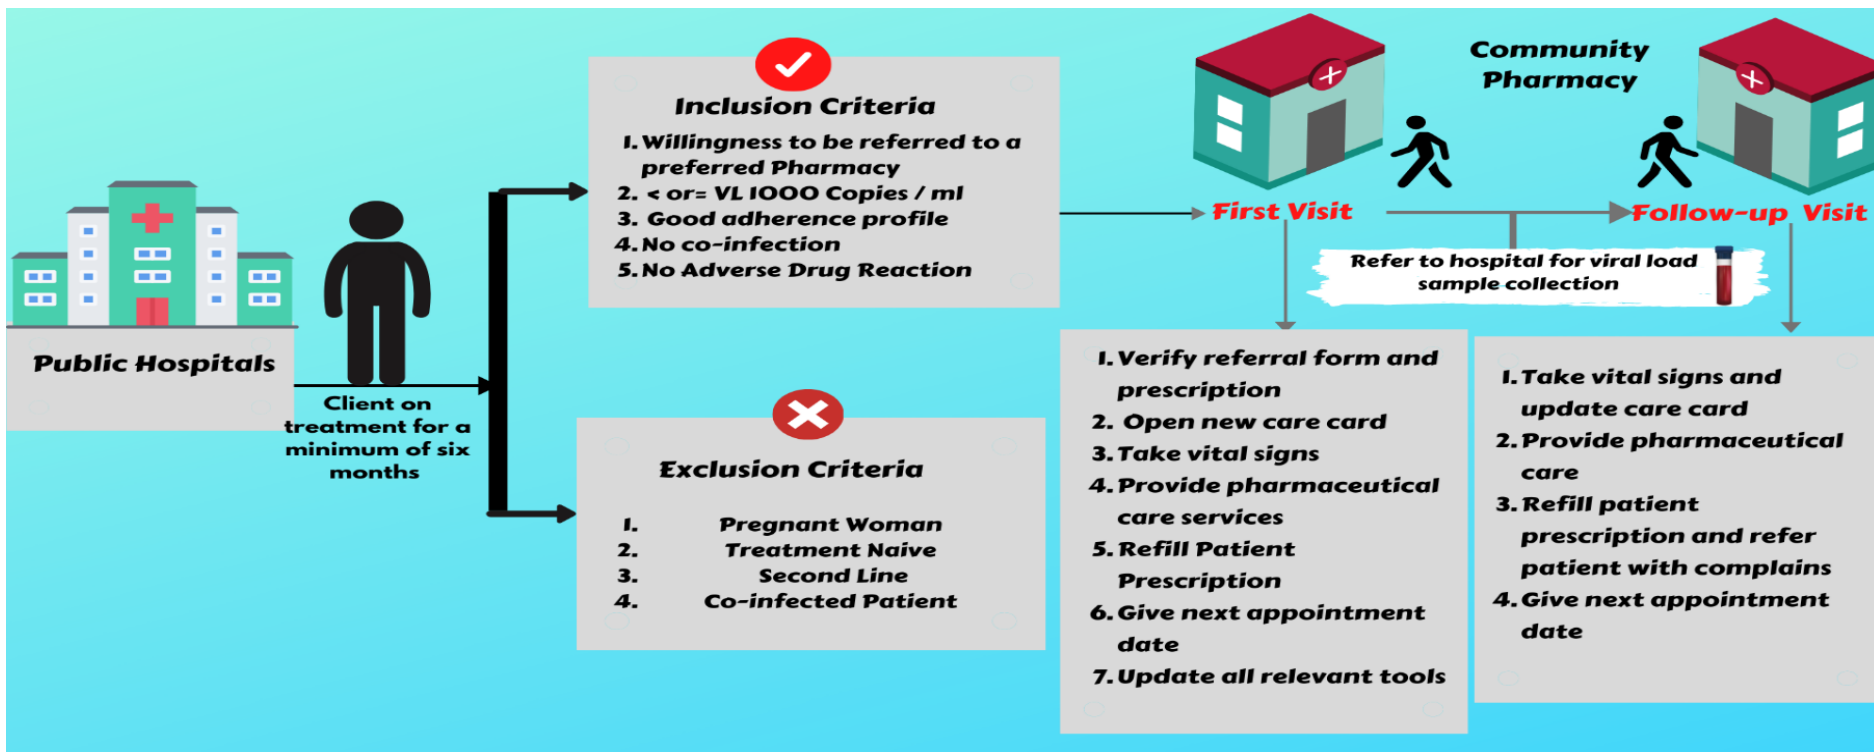 Public Hospitals
Client on
treatment for a
minimum of six
months
Inclusion Criteria
1. Willingness to be referred to a
preferred Pharmacy
2. < or= VL 1000 Copies / ml
3. Good adherence profile
4. No co-infection
5. No Adverse Drug Reaction
Exclusion Criteria
1. Pregnant Woman
2. Treatment Naive
3. Second Line
4. Co-infected Patient
Community
Pharmacy
First Visit
Follow-up Visit
Refer to hospital for viral load
sample collection
1. Verify referral form and
prescription
2. Open new care card
3. Take vital signs
4. Provide pharmaceutical
care services
5. Refill Patient
Prescription
6. Give next appointment
date
7. Update all relevant tools
1. Take vital signs and
update care card
2. Provide pharmaceutical
care
3. Refill patient
prescription and refer
patient with complains
4. Give next appointment
date